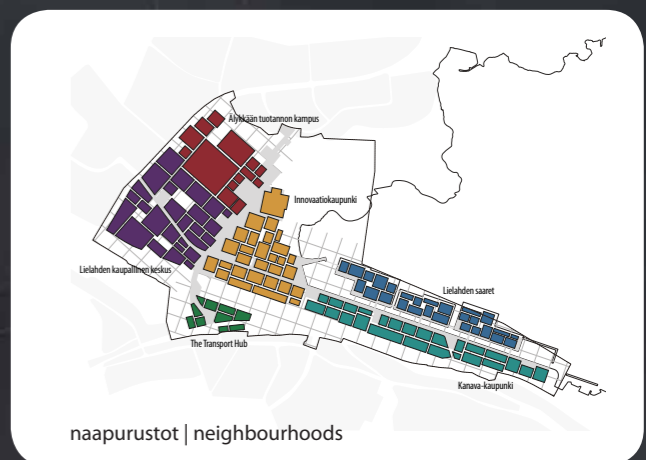 Älykkään tuotannon kampus
Innovaatiokaupunki
Lielahden kaupallinen keskus
Lielahden saaret
The Transport Hub
Kanava-kaupunki
naapurustot | neighbourhoods